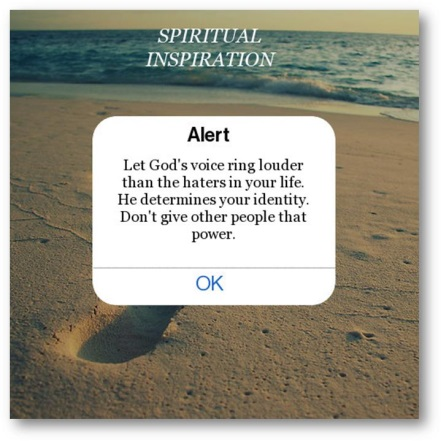 SPIRITUAL
INSPIRATION
Alert
Let God's voice ring louder
than the haters in your life.
He determines your identity.
Don't give other people that
power.
OK